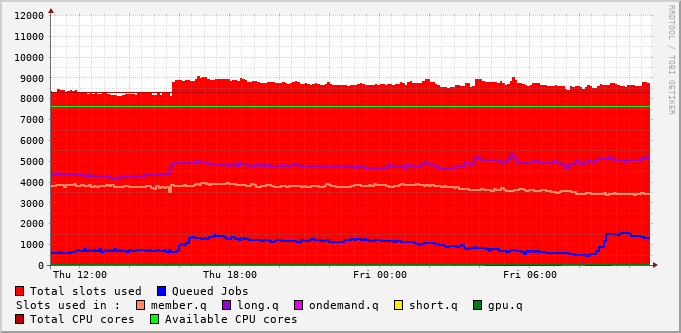 12000
11000
10000
9000
8000
7000
6000
5000
4000
3000
2000
1000
0
Thu 12:00 Thu 18:00 Fri 00:00 Fri 06:00
RRDTOOL / TOBI OETIKER
Total slots used Queued Jobs
Slots used in : member.q long.q ondemand.q short.q gpu.q
Total CPU cores Available CPU cores